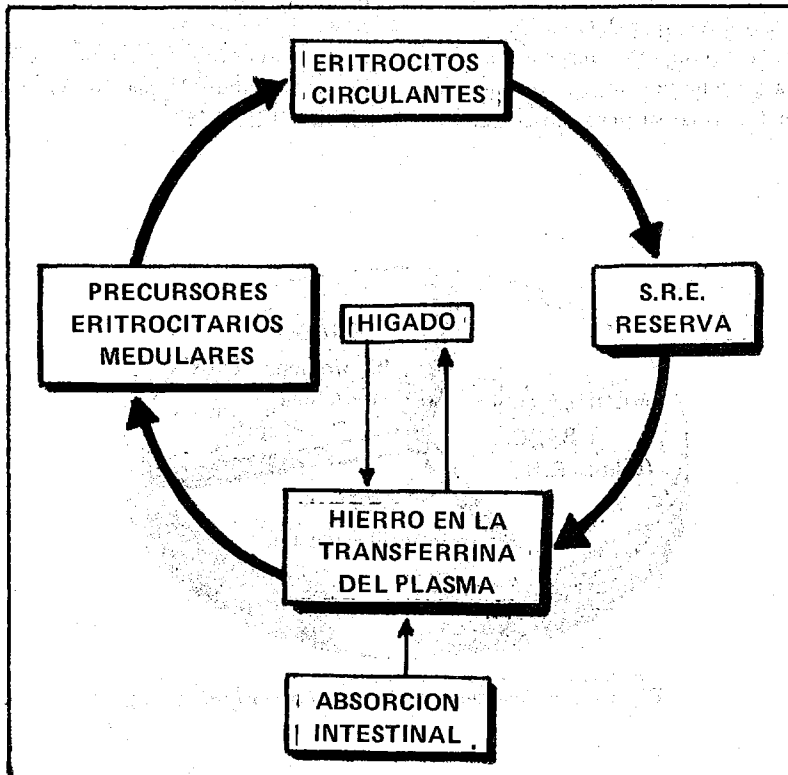 ERITROCITOS
CIRCULANTES
PRECURSORES
ERITROCITARIOS
MEDULARES
HIGADO
S.R.E.
RESERVA
HIERRO EN LA
TRANSFERRINA
DEL PLASMA
ABSORCION
INTESTINAL